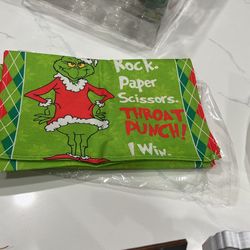 Rock.
Paper
Scissors.
THROAT
PUNCH!
I Win.